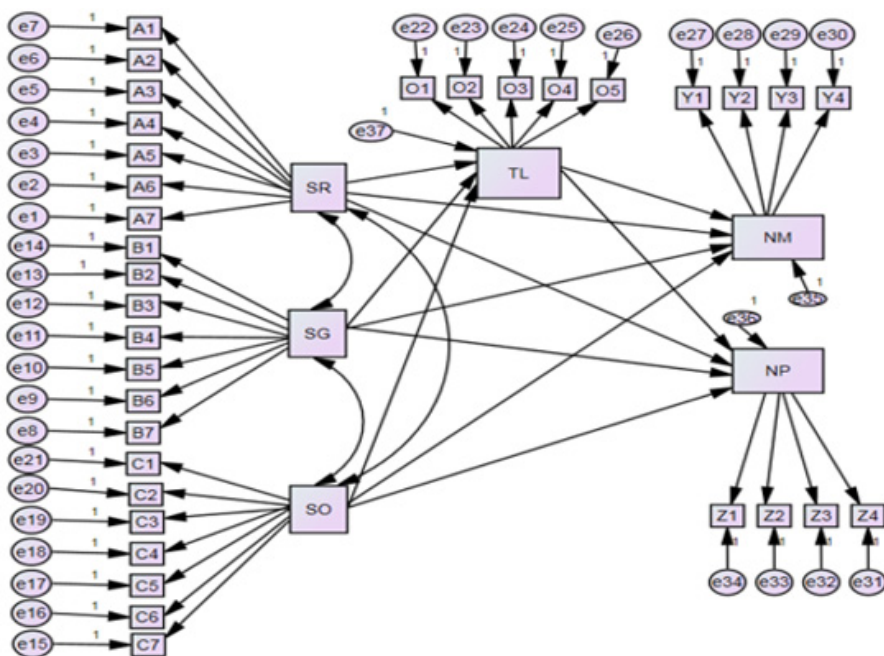 e7 1 A1
e6 1 A2
e5 1 A3
e4 1 A4
e3 1 A5
e2 1 A6
e1 1 A7
e14 1 B1
e13 1 B2
e12 1 B3
e11 1 B4
e10 1 B5
e9 1 B6
e8 1 B7
e21 1 C1
e20 1 C2
e19 1 C3
e18 1 C4
e17 1 C5
e16 1 C6
e15 1 C7
SR
SG
SO
e22 e23 e24 e25 e26
1 1 1 1 1
O1 O2 O3 O4 O5
1
e37
TL
e27 e28 e29 e30
1 1 1 1
Y1 Y2 Y3 Y4
NM
1
e35
1
e36
NP
Z1 Z2 Z3 Z4
1 1 1 1
e34 e33 e32 e31